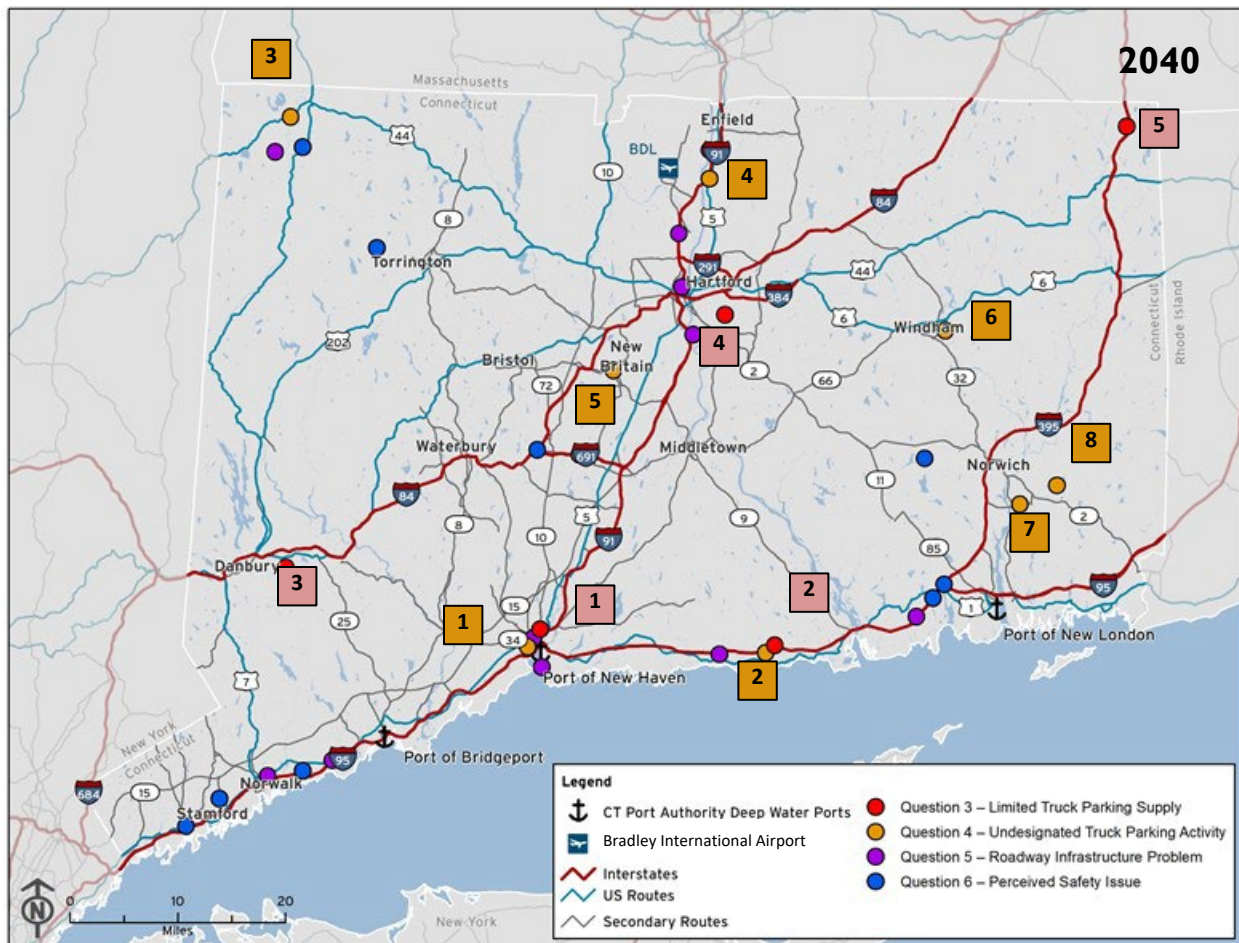 2040
3
Massachusetts
Connecticut
Enfield
5
44
BDL
91
10
4
8
5
84
Torrington
291
Hartford
44
6
384
Connecticut
Rhode Island
6
6
Windham
202
4
New
Britain
Bristol
2
66
72
32
5
395
8
Waterbury
691
Middletown
Norwich
84
11
7
5
9
2
8
10
91
85
Danbury
3
2
95
1
15
1
25
34
1
Port of New London
Port of New Haven
2
7
New York
Connecticut
Port of Bridgeport
95
684
15
Norwalk
Stamford
Legend
CT Port Authority Deep Water Ports
Bradley International Airport
Interstates
US Routes
Secondary Routes
Question 3 – Limited Truck Parking Supply
Question 4 – Undesignated Truck Parking Activity
Question 5 – Roadway Infrastructure Problem
Question 6 – Perceived Safety Issue
N
0 10 20
Miles
New York